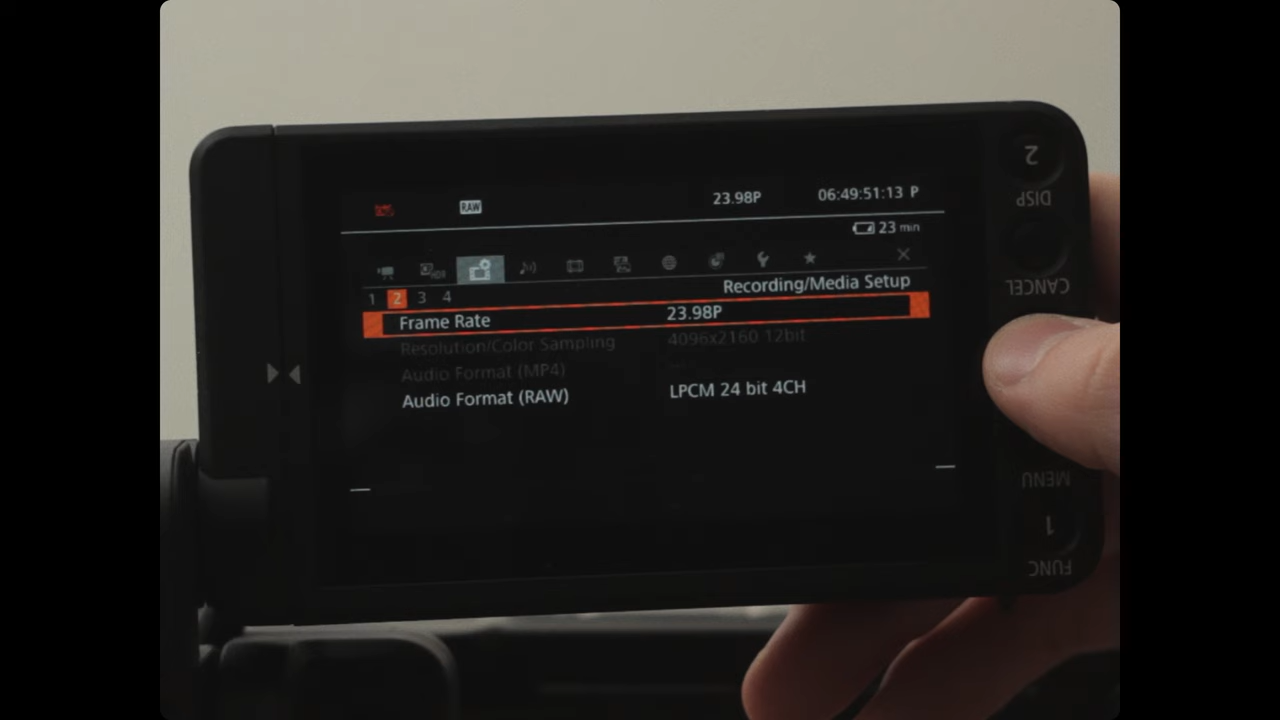 RAW 23.98P 06:49:51:13 P
23 min
HDR
Recording/Media Setup
1 2 3 4
Frame Rate 23.98P
Resolution/Color Sampling 4096x2160 12bit
Audio Format (MP4) ---
Audio Format (RAW) LPCM 24 bit 4CH
2
DISP
CANCEL
MENU
1
FUNC